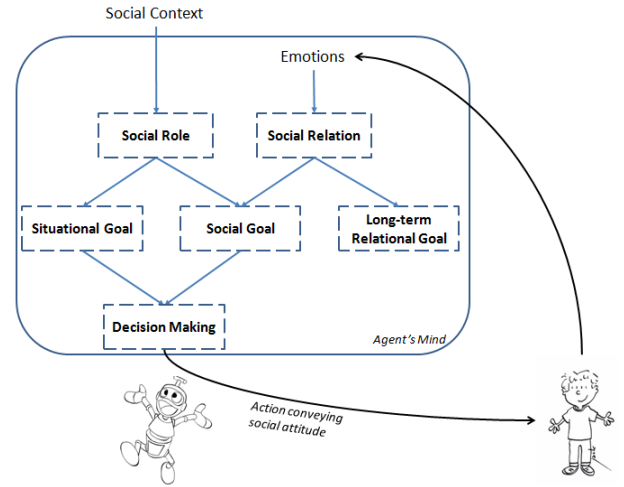 Social Context
Emotions
Social Role
Social Relation
Situational Goal
Social Goal
Long-term
Relational Goal
Decision Making
Agent's Mind
Action conveying
social attitude